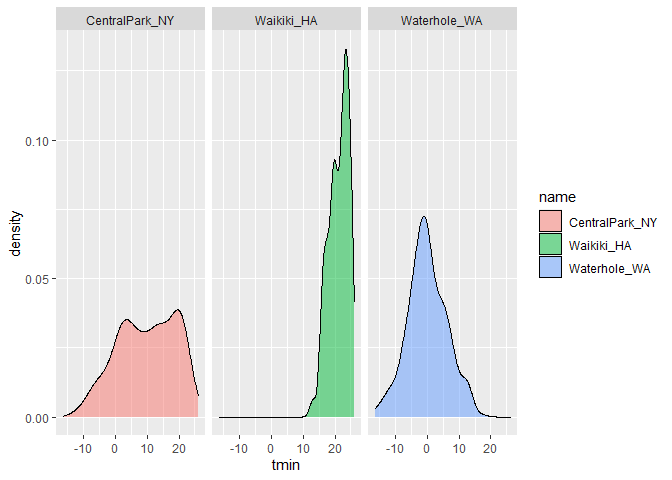 CentralPark_NY
Waikiki_HA
Waterhole_WA
0.10
0.05
0.00
density
-10 0 10 20
-10 0 10 20
-10 0 10 20
tmin
name
CentralPark_NY
Waikiki_HA
Waterhole_WA